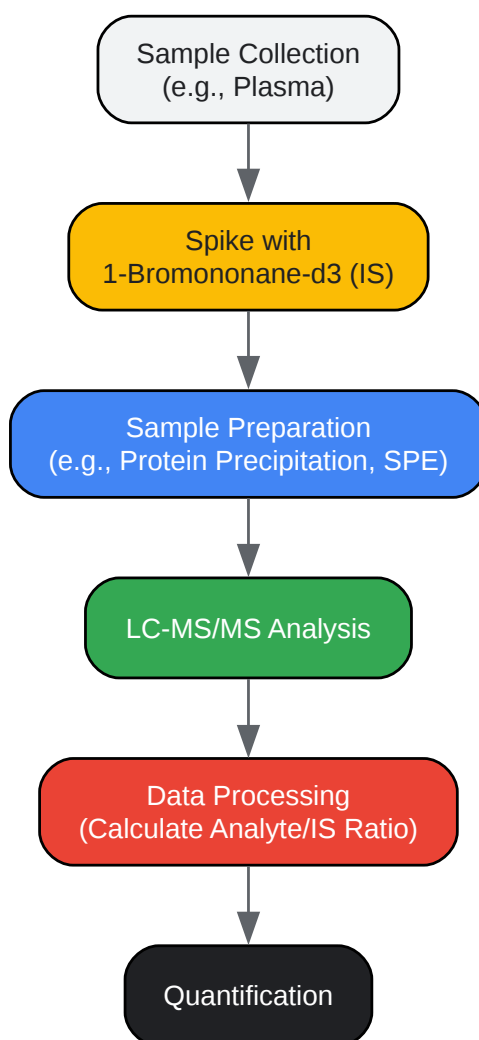 Sample Collection
(e.g., Plasma)
Spike with
1-Bromononane-d3 (IS)
Sample Preparation
(e.g., Protein Precipitation, SPE)
LC-MS/MS Analysis
Data Processing
(Calculate Analyte/IS Ratio)
Quantification